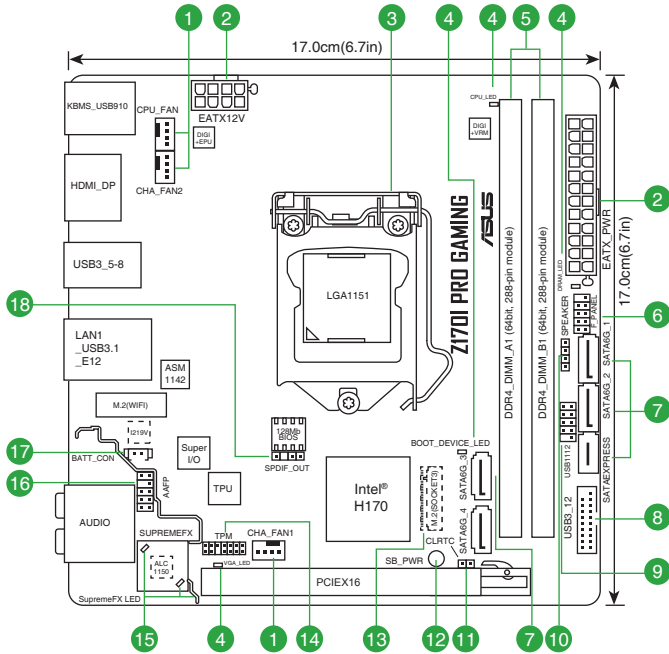 1
2
3
4
4
5
4
17.0cm(6.7in)
KBMS_USB910
CPU_FAN
EATX12V
DIGI
+EPU
CPU_LED
DIGI
+VRM
CHA_FAN2
HDMI_DP
2
EATX_PWR
17.0cm(6.7in)
USB3_5-8
LGA1151
Z170I PRO GAMING
ASUS
DDR4_DIMM_A1 (64bit, 288-pin module)
DDR4_DIMM_B1 (64bit, 288-pin module)
DRAM_LED
SPEAKER
F_PANEL
6
18
LAN1
_USB3.1
_E12
ASM
1142
SATA6G_1
SATA6G_2
7
M.2(WIFI)
I219V
17
BATT_CON
Super
I/O
128Mb
BIOS
SPDIF_OUT
BOOT_DEVICE_LED
USB1112
SATAEXPRESS
16
AAFP
TPU
Intel®
H170
M.2(SOCKET3)
SATA6G_3
USB3_12
8
AUDIO
SUPREMEFX
TPM
CHA_FAN1
SATA6G_4
CLRTC
9
ALC
1150
VGA_LED
SB_PWR
PCIEX16
SupremeFX LED
15
4
1
14
13
12
11
7
10